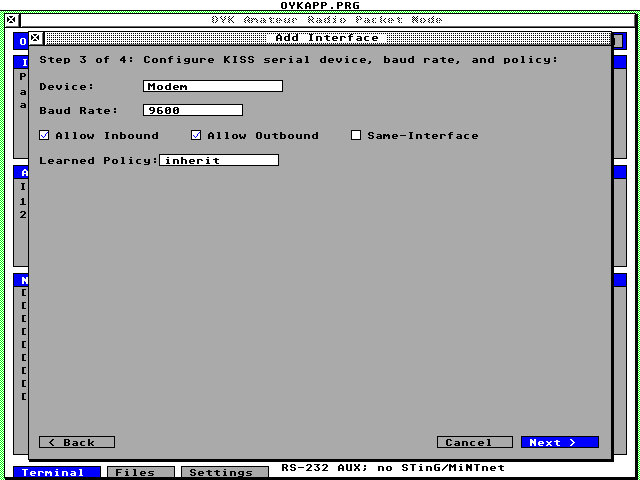 OYKAPP.PRG
OYK Amateur Radio Packet Node
Add Interface
Step 3 of 4: Configure KISS serial device, baud rate, and policy:
Device: Modem
Baud Rate: 9600
Allow Inbound Allow Outbound Same-Interface
Learned Policy: inherit
< Back Cancel Next >
Terminal Files Settings RS-232 AUX; no STinG/MiNTnet